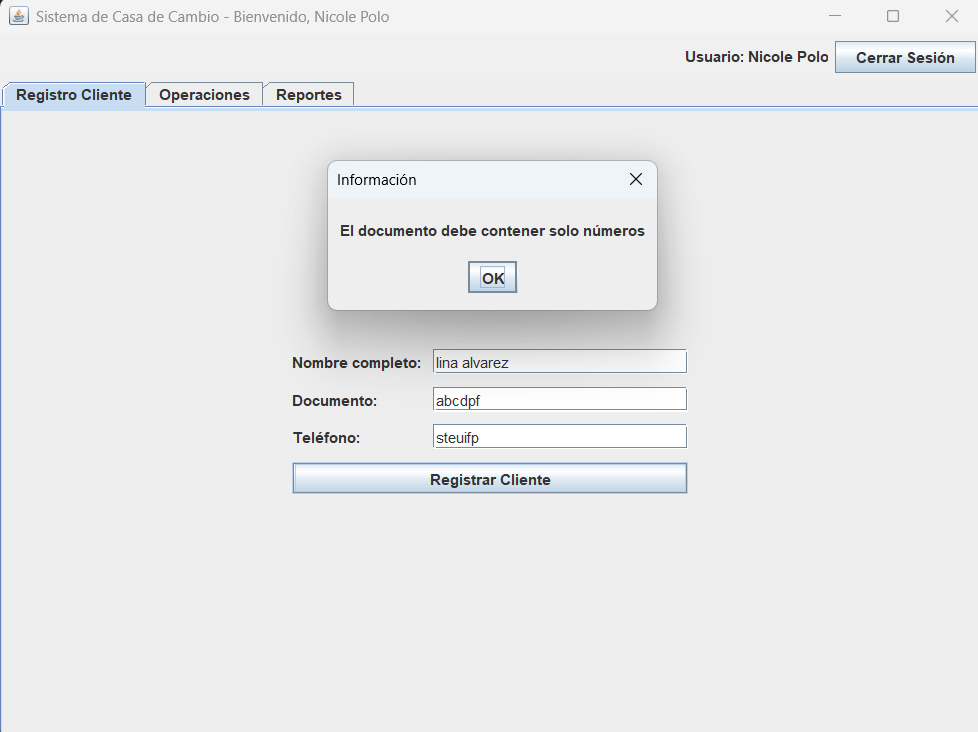 Sistema de Casa de Cambio - Bienvenido, Nicole Polo
Usuario: Nicole Polo
Cerrar Sesión
Registro Cliente
Operaciones
Reportes
Información
El documento debe contener solo números
OK
Nombre completo: lina alvarez
Documento: abcdpf
Teléfono: steuifp
Registrar Cliente